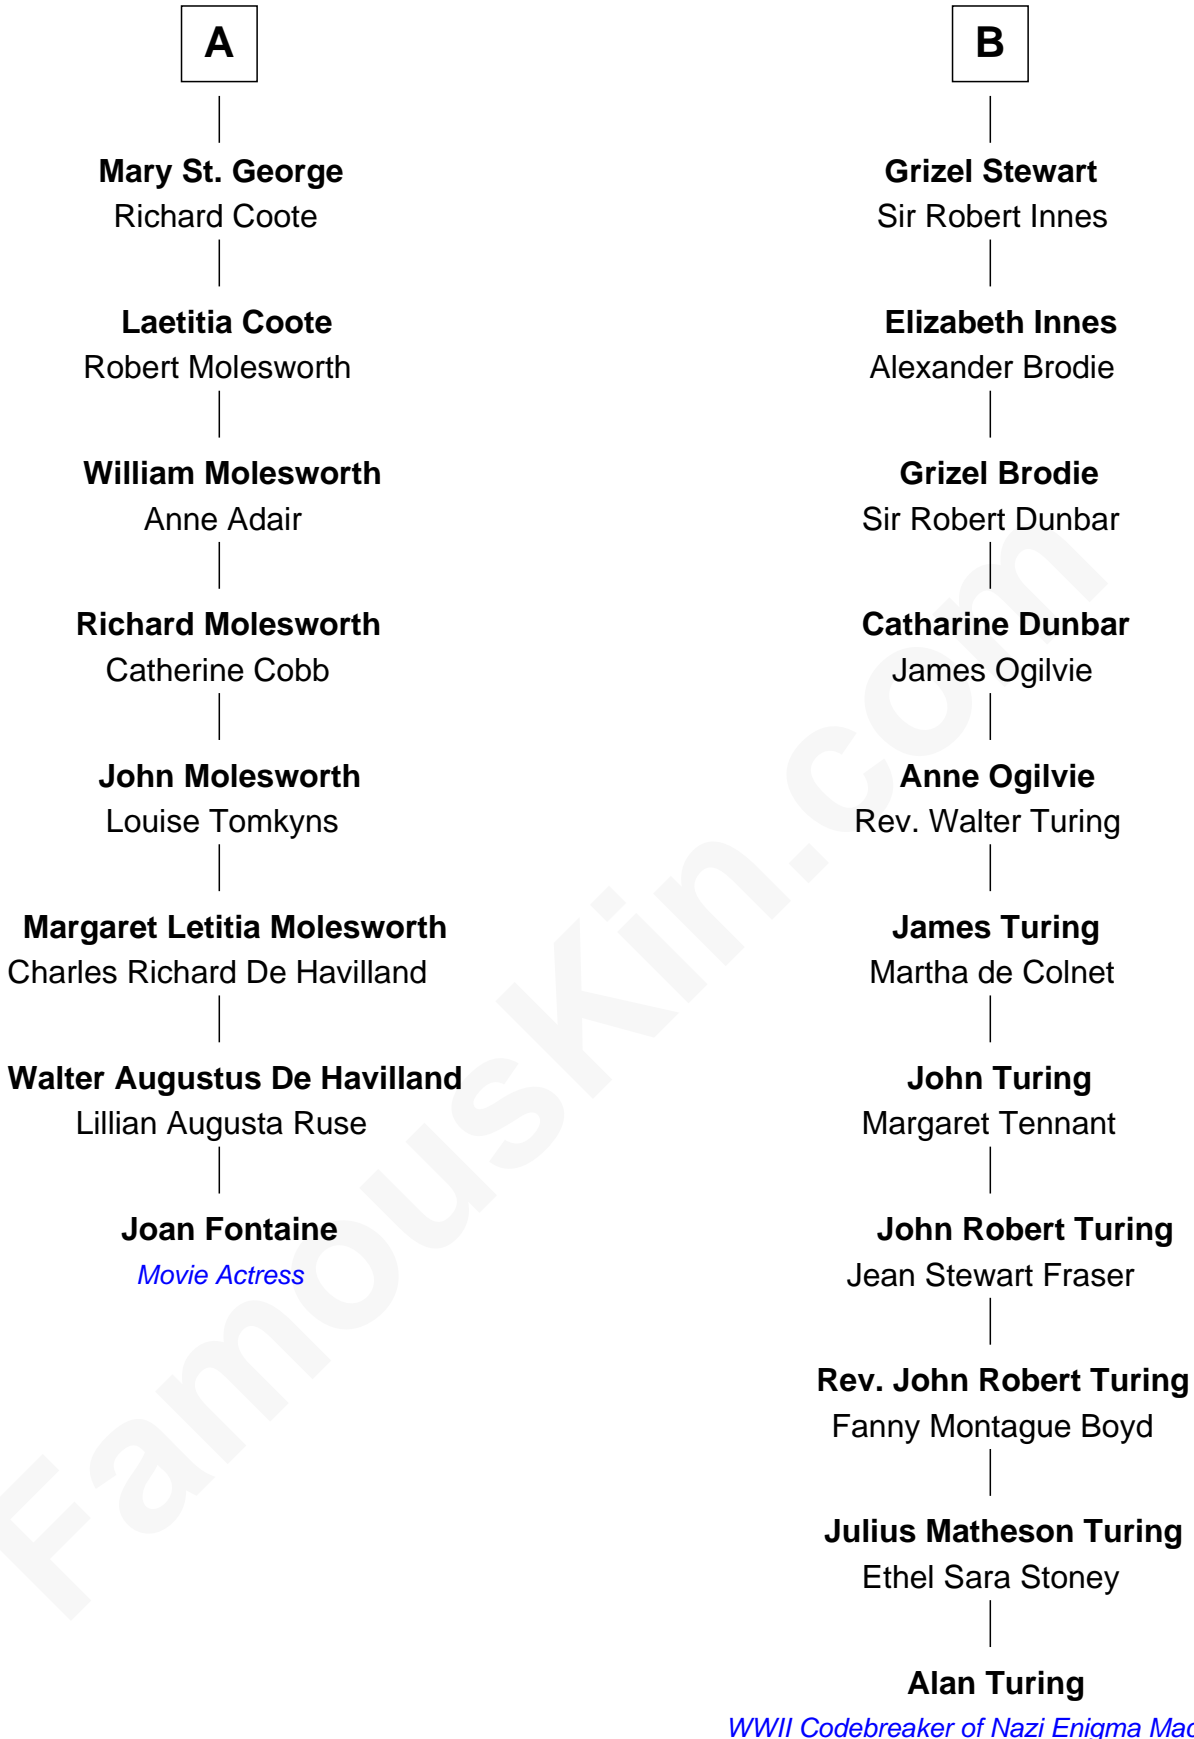 A
Mary St. George
Richard Coote
Laetitia Coote
Robert Molesworth
William Molesworth
Anne Adair
Richard Molesworth
Catherine Cobb
John Molesworth
Louise Tomkyns
Margaret Letitia Molesworth
Charles Richard De Havilland
Walter Augustus De Havilland
Lillian Augusta Ruse
Joan Fontaine
Movie Actress
B
Grizel Stewart
Sir Robert Innes
Elizabeth Innes
Alexander Brodie
Grizel Brodie
Sir Robert Dunbar
Catharine Dunbar
James Ogilvie
Anne Ogilvie
Rev. Walter Turing
James Turing
Martha de Colnet
John Turing
Margaret Tennant
John Robert Turing
Jean Stewart Fraser
Rev. John Robert Turing
Fanny Montague Boyd
Julius Matheson Turing
Ethel Sara Stoney
Alan Turing
WWII Codebreaker of Nazi Enigma
FamousKin.com